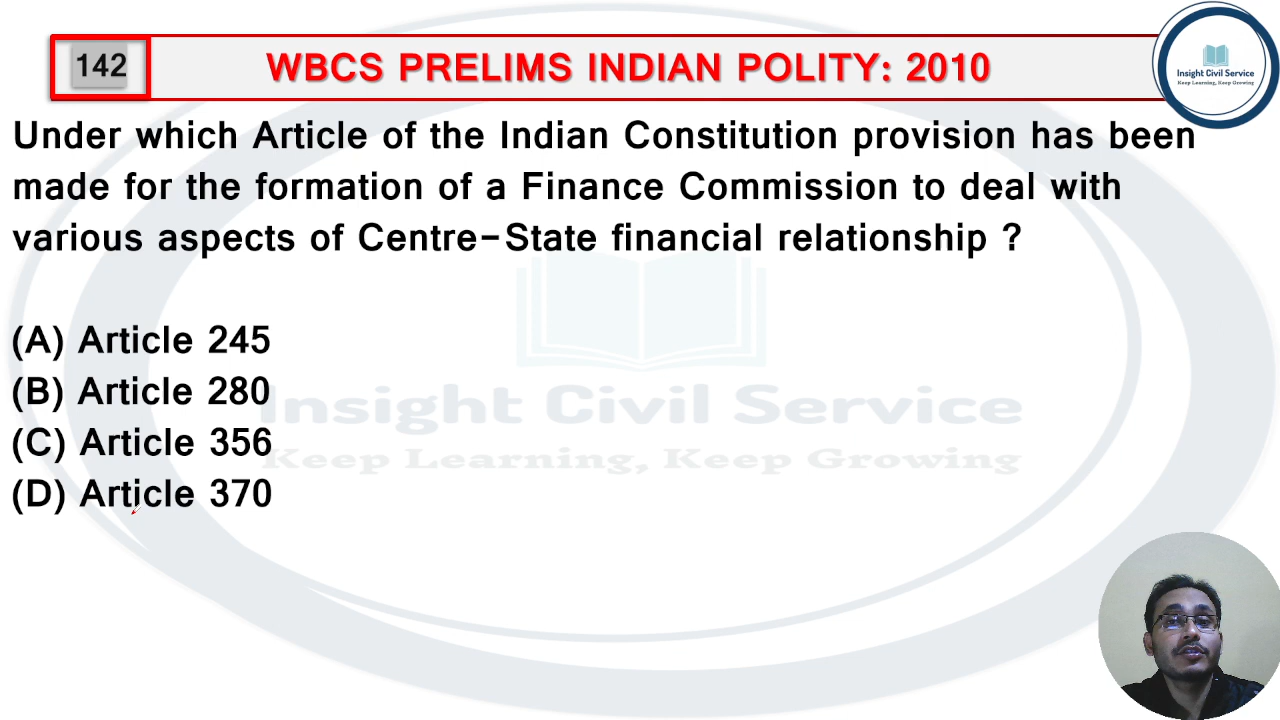 142
WBCS PRELIMS INDIAN POLITY: 2010
Insight Civil Service
Keep Learning, Keep Growing
Under which Article of the Indian Constitution provision has been
made for the formation of a Finance Commission to deal with
various aspects of Centre-State financial relationship ?
(A) Article 245
(B) Article 280
(C) Article 356
(D) Article 370
Insight Civil Service
Keep Learning, Keep Growing